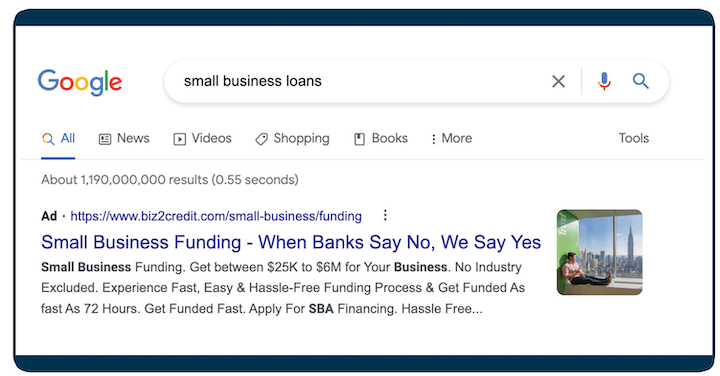 Google
small business loans
All News Videos Shopping Books More Tools
About 1,190,000,000 results (0.55 seconds)
Ad · https://www.biz2credit.com/small-business/funding
Small Business Funding - When Banks Say No, We Say Yes
Small Business Funding. Get between $25K to $6M for Your Business. No Industry
Excluded. Experience Fast, Easy & Hassle-Free Funding Process & Get Funded As
fast As 72 Hours. Get Funded Fast. Apply For SBA Financing. Hassle Free...